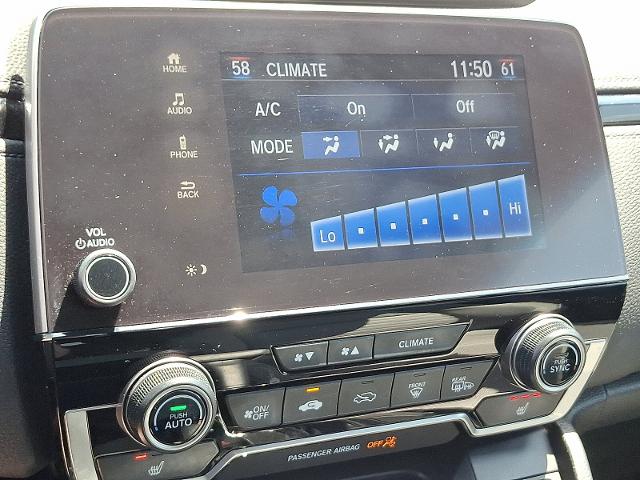 HOME
58 CLIMATE 11:50 61
AUDIO
A/C On Off
PHONE
MODE
BACK
Lo Hi
VOL
AUDIO
CLIMATE
PUSH
AUTO
ON/
OFF
FRONT
REAR
PUSH
SYNC
PASSENGER AIRBAG OFF